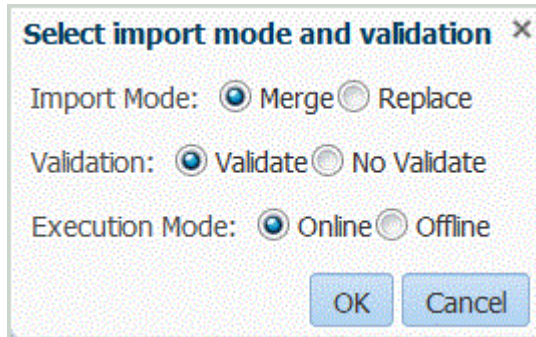 Select import mode and validation ×
Import Mode: Merge Replace
Validation: Validate No Validate
Execution Mode: Online Offline
OK Cancel